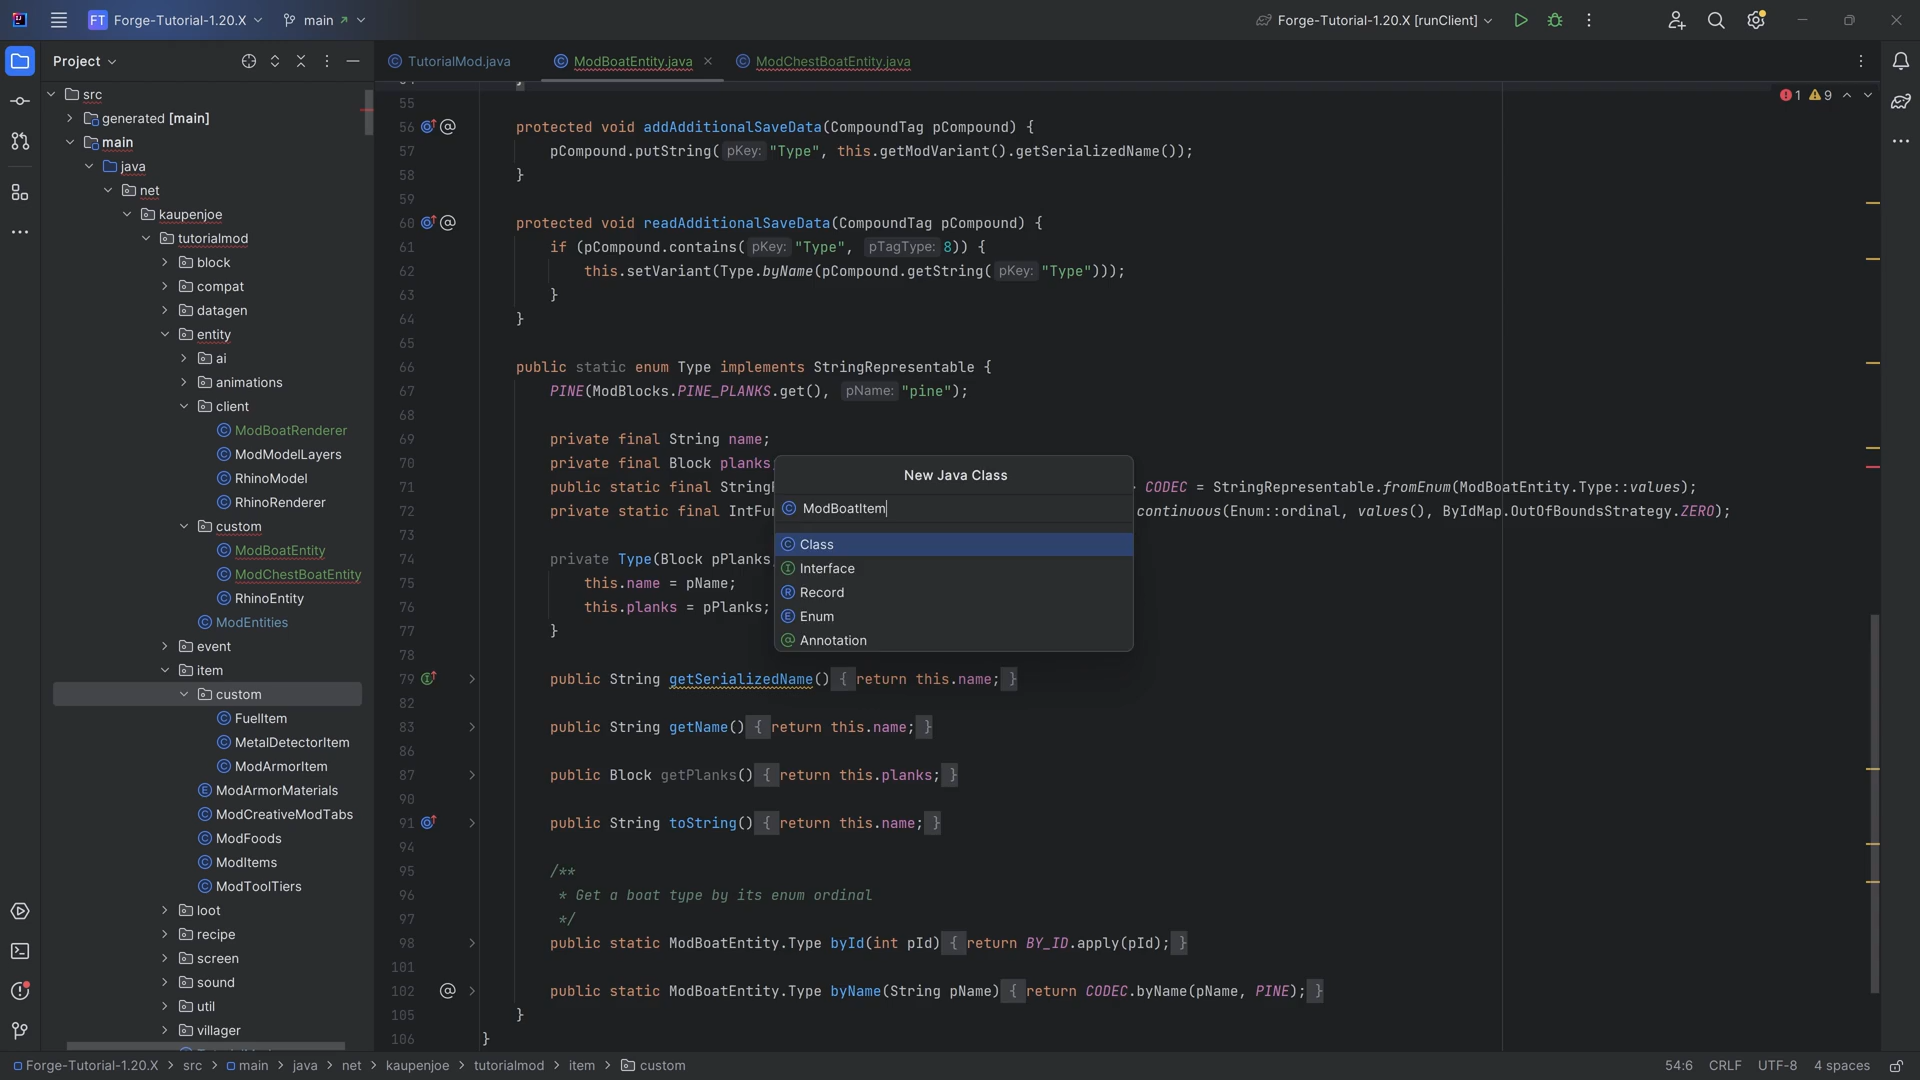 FT Forge-Tutorial-1.20.X main Forge-Tutorial-1.20.X [runClient]
Project TutorialMod.java ModBoatEntity.java ModChestBoatEntity.java
1 9
src
generated [main]
main
java
net
kaupenjoe
tutorialmod
block
compat
datagen
entity
ai
animations
client
ModBoatRenderer
ModModelLayers
RhinoModel
RhinoRenderer
custom
ModBoatEntity
ModChestBoatEntity
RhinoEntity
ModEntities
event
item
custom
FuelItem
MetalDetectorItem
ModArmorItem
ModArmorMaterials
ModCreativeModTabs
ModFoods
ModItems
ModToolTiers
loot
recipe
screen
sound
util
villager
55
56 protected void addAdditionalSaveData(CompoundTag pCompound) {
57 pCompound.putString( pKey: "Type", this.getModVariant().getSerializedName());
58 }
59
60 protected void readAdditionalSaveData(CompoundTag pCompound) {
61 if (pCompound.contains( pKey: "Type", pTagType: 8)) {
62 this.setVariant(Type.byName(pCompound.getString( pKey: "Type")));
63 }
64 }
65
66 public static enum Type implements StringRepresentable {
67 PINE(ModBlocks.PINE_PLANKS.get(), pName: "pine");
68
69 private final String name;
70 private final Block planks;
71 public static final String CODEC = StringRepresentable.fromEnum(ModBoatEntity.Type::values);
72 private static final IntFu continuous(Enum::ordinal, values(), ByIdMap.OutOfBoundsStrategy.ZERO);
73
74 private Type(Block pPlanks
75 this.name = pName;
76 this.planks = pPlanks;
77 }
78
79 public String getSerializedName() { return this.name; }
82
83 public String getName() { return this.name; }
86
87 public Block getPlanks() { return this.planks; }
90
91 public String toString() { return this.name; }
94
95 /**
96 * Get a boat type by its enum ordinal
97 */
98 public static ModBoatEntity.Type byId(int pId) { return BY_ID.apply(pId); }
101
102 public static ModBoatEntity.Type byName(String pName) { return CODEC.byName(pName, PINE); }
105 }
106 }
New Java Class
ModBoatItem
Class
Interface
Record
Enum
Annotation
Forge-Tutorial-1.20.X > src > main > java > net > kaupenjoe > tutorialmod > item > custom 54:6 CRLF UTF-8 4 spaces